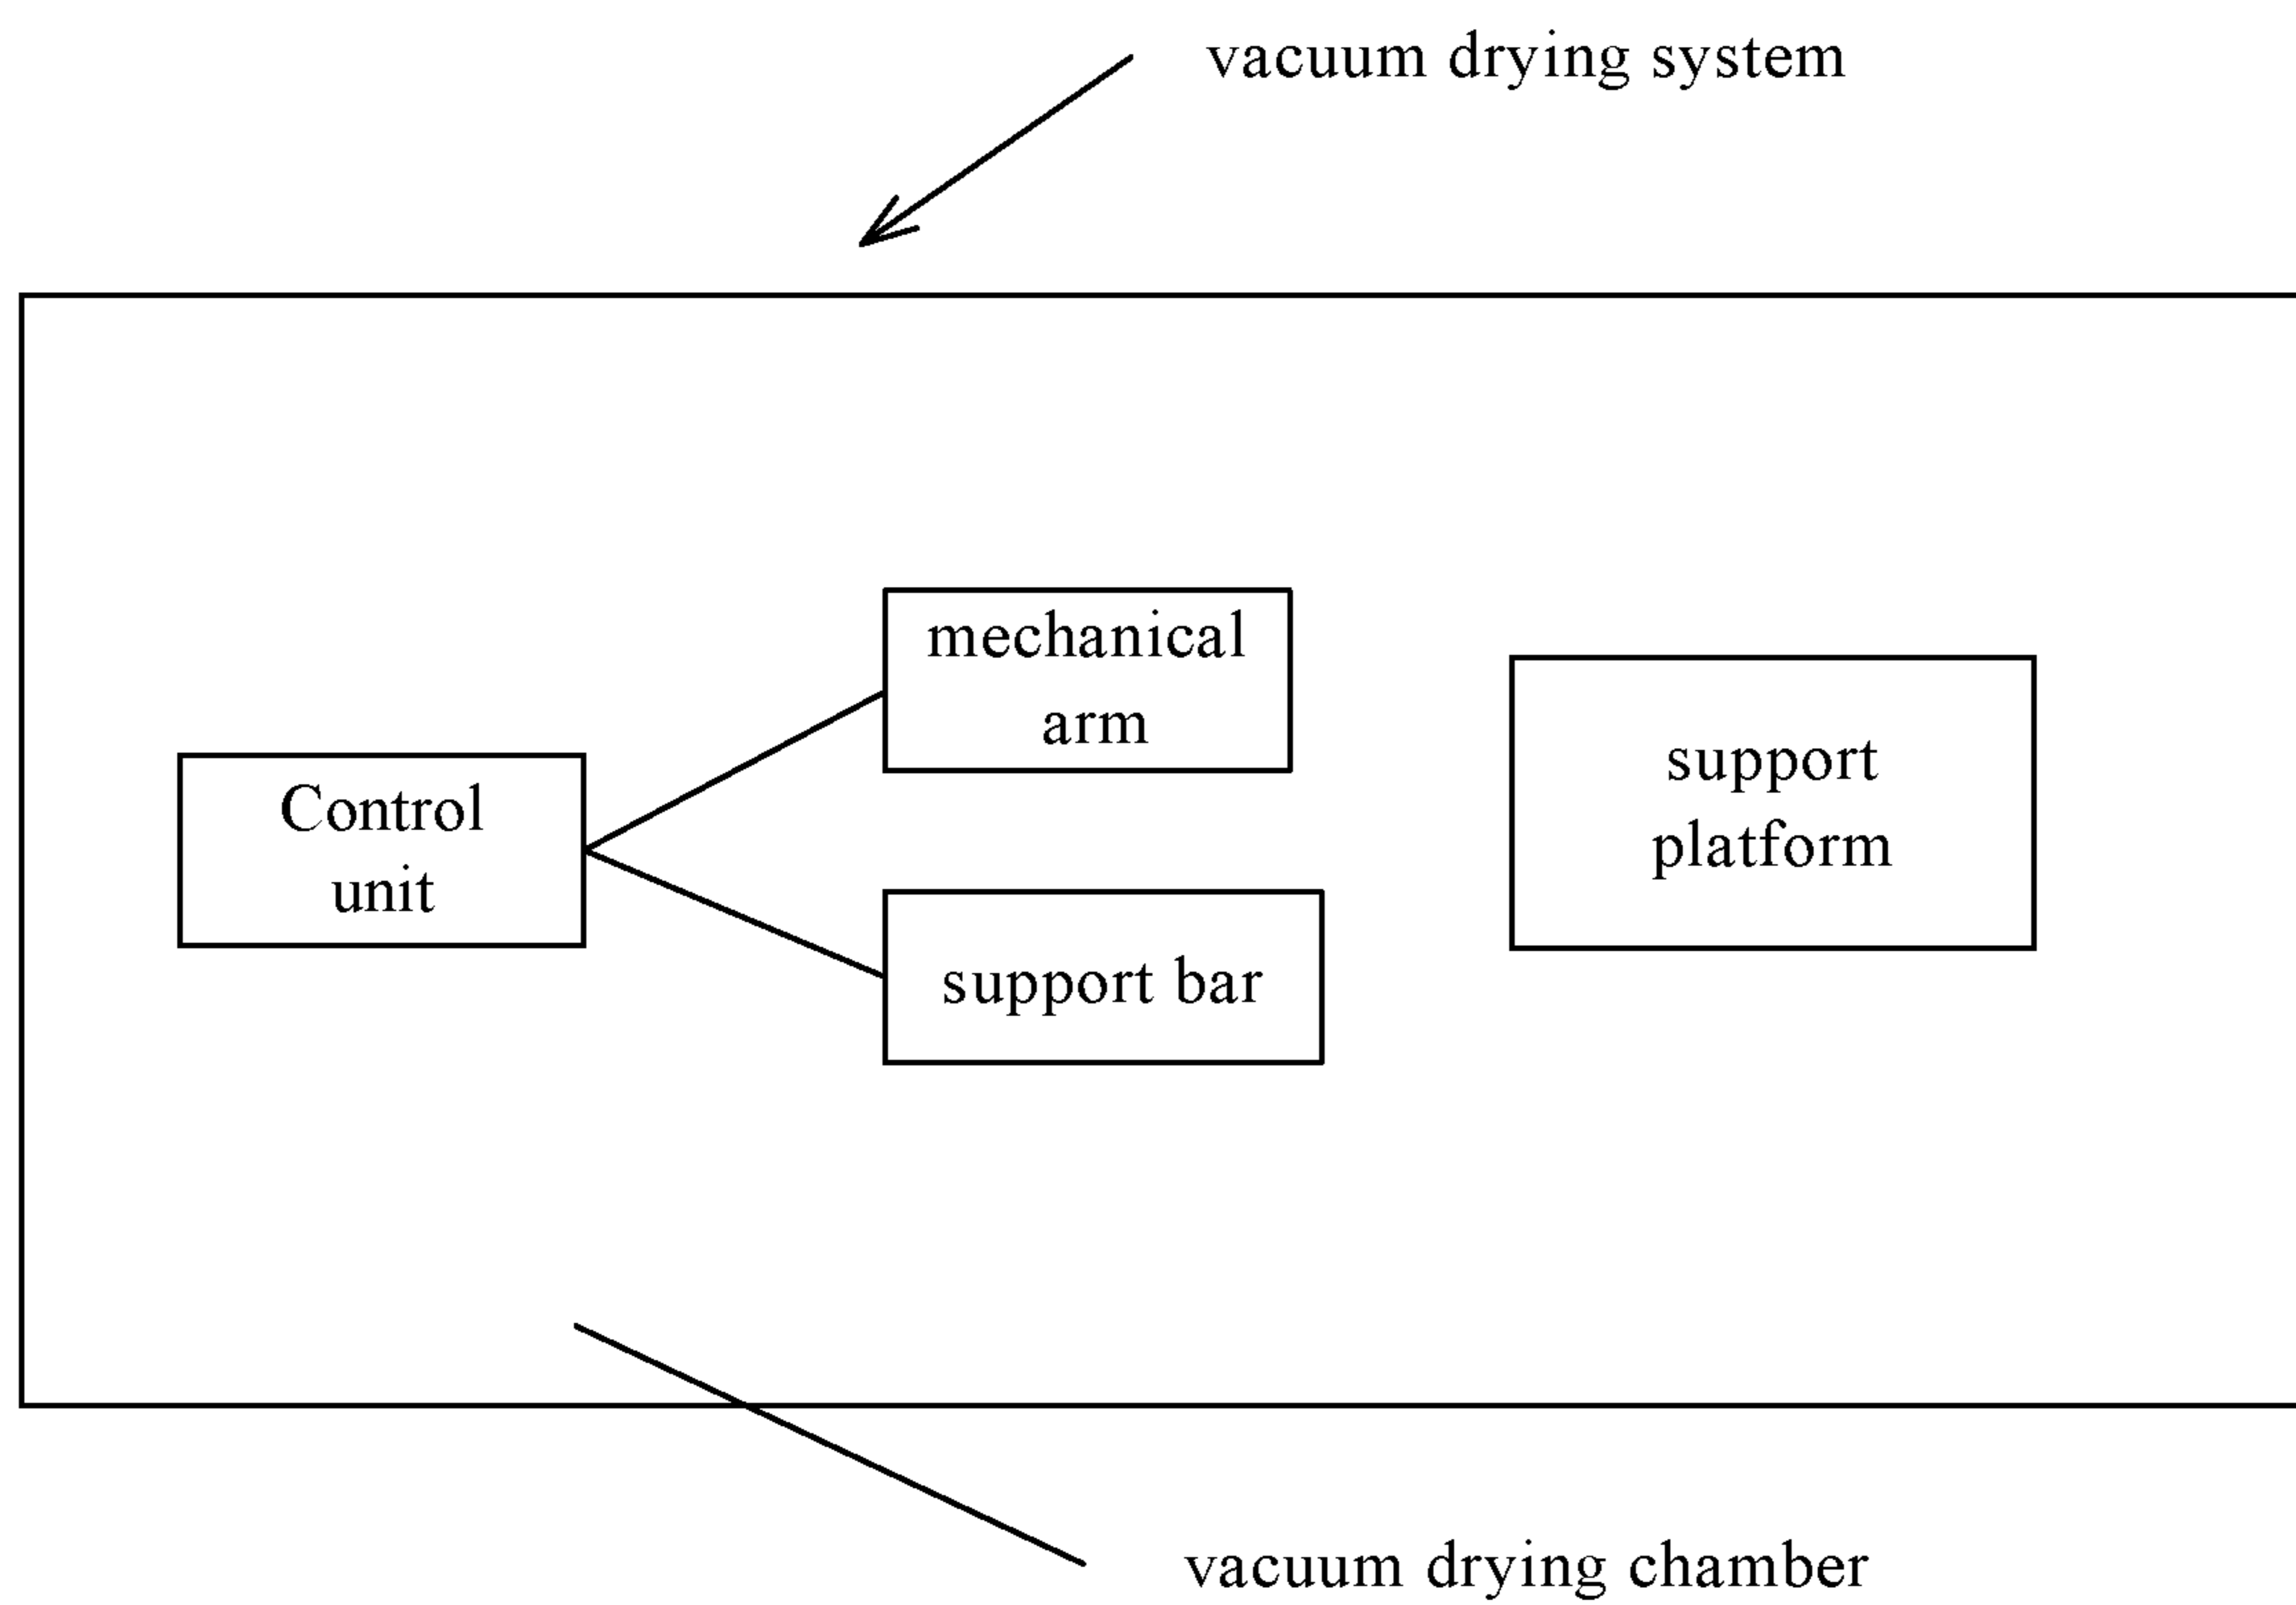 vacuum drying system
mechanical
arm
support
platform
Control
unit
support bar
vacuum drying chamber